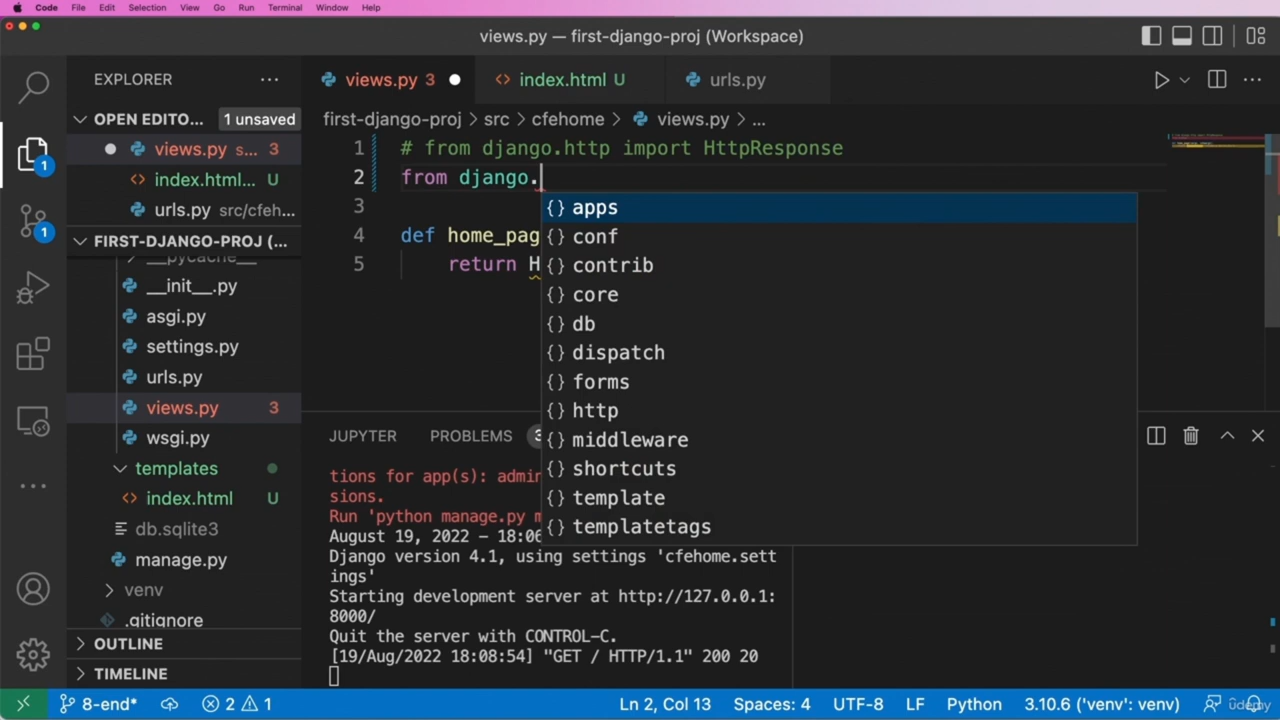 Code File Edit Selection View Go Run Terminal Window Help
views.py — first-django-proj (Workspace)
EXPLORER
views.py 3
index.html U
urls.py
OPEN EDITO... 1 unsaved
first-django-proj > src > cfehome > views.py > ...
views.py s... 3
index.html... U
urls.py src/cfeh...
1 # from django.http import HttpResponse
2 from django.
3
4 def home_pag
5 return H
apps
conf
contrib
core
db
dispatch
forms
http
middleware
shortcuts
template
templatetags
FIRST-DJANGO-PROJ (...
__pycache__
__init__.py
asgi.py
settings.py
urls.py
views.py 3
wsgi.py
templates
index.html U
db.sqlite3
manage.py
venv
.gitignore
OUTLINE
TIMELINE
1
1
JUPYTER PROBLEMS 3
tions for app(s): admin
sions.
Run 'python manage.py m
August 19, 2022 - 18:06
Django version 4.1, using settings 'cfehome.sett
ings'
Starting development server at http://127.0.0.1:
8000/
Quit the server with CONTROL-C.
[19/Aug/2022 18:08:54] "GET / HTTP/1.1" 200 20
8-end* 2 1 Ln 2, Col 13 Spaces: 4 UTF-8 LF Python 3.10.6 ('venv': venv)
udemy